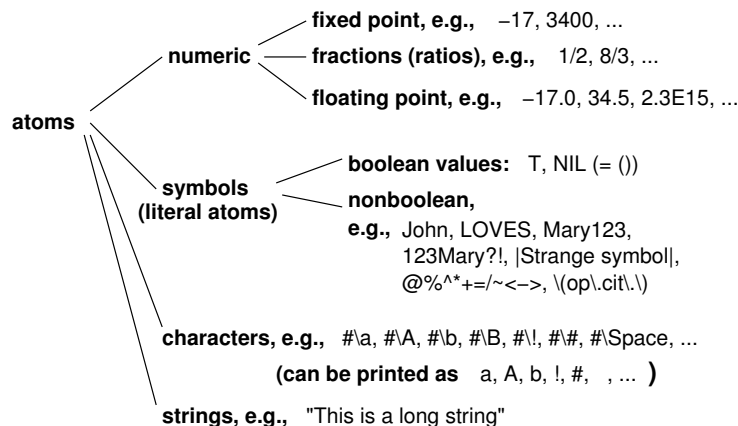 fixed point, e.g., −17, 3400, ...
numeric
fractions (ratios), e.g., 1/2, 8/3, ...
floating point, e.g., −17.0, 34.5, 2.3E15, ...
atoms
boolean values: T, NIL (= ())
symbols
(literal atoms)
nonboolean,
e.g., John, LOVES, Mary123,
123Mary?!, |Strange symbol|,
@%^*+=/~<−>, \(op\.cit\.\)
characters, e.g., #\a, #\A, #\b, #\B, #\!, #\#, #\Space, ...
(can be printed as a, A, b, !, #, , ... )
strings, e.g., "This is a long string"